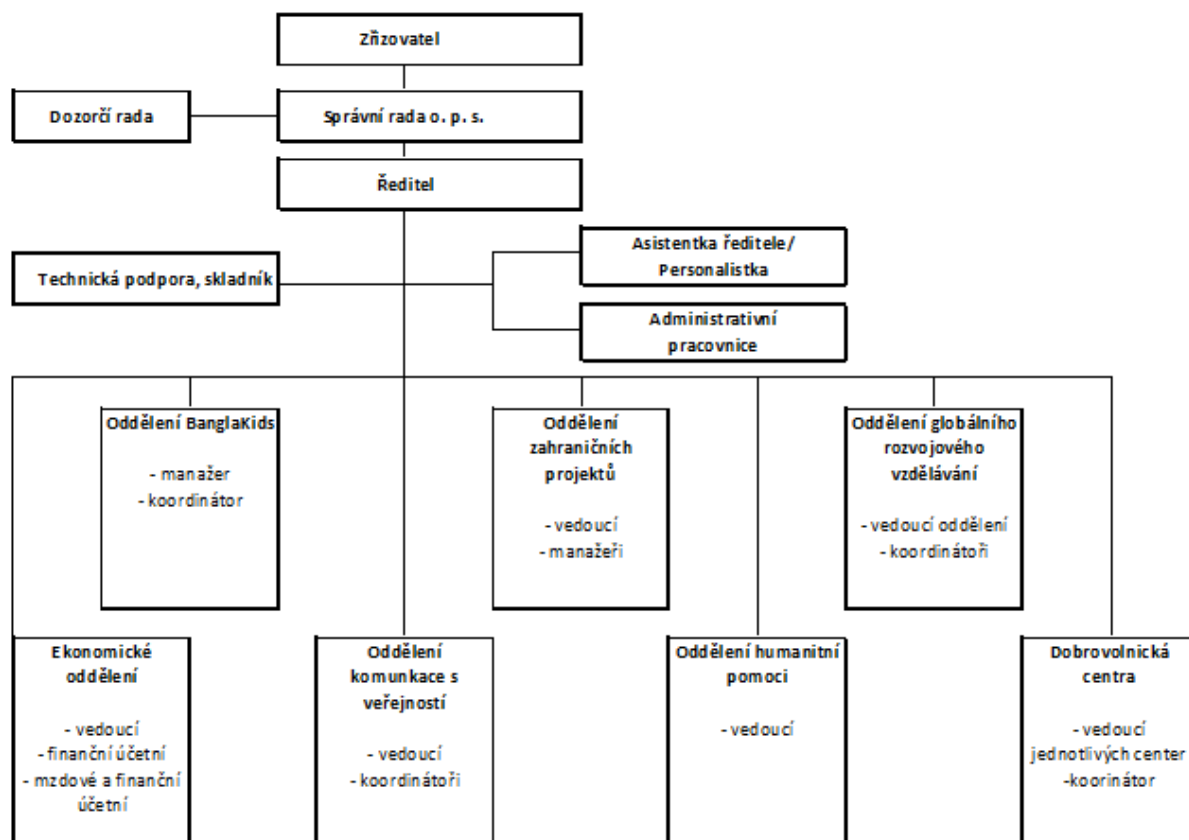 Zřizovatel
Dozorčí rada
Správní rada o. p. s.
Ředitel
Technická podpora, skladník
Asistentka ředitele/
Personalistka
Administrativní
pracovnice
Oddělení BanglaKids
- manažer
- koordinátor
Oddělení
zahraničních
projektů
- vedoucí
- manažeři
Oddělení globálního
rozvojového
vzdělávání
- vedoucí oddělení
- koordinátoři
Ekonomické
oddělení
- vedoucí
- finanční účetní
- mzdové a finanční
účetní
Oddělení
komunkace s
veřejností
- vedoucí
- koordinátoři
Oddělení humanitní
pomoci
- vedoucí
Dobrovolnická
centra
- vedoucí
jednotlivých center
-koorinátor